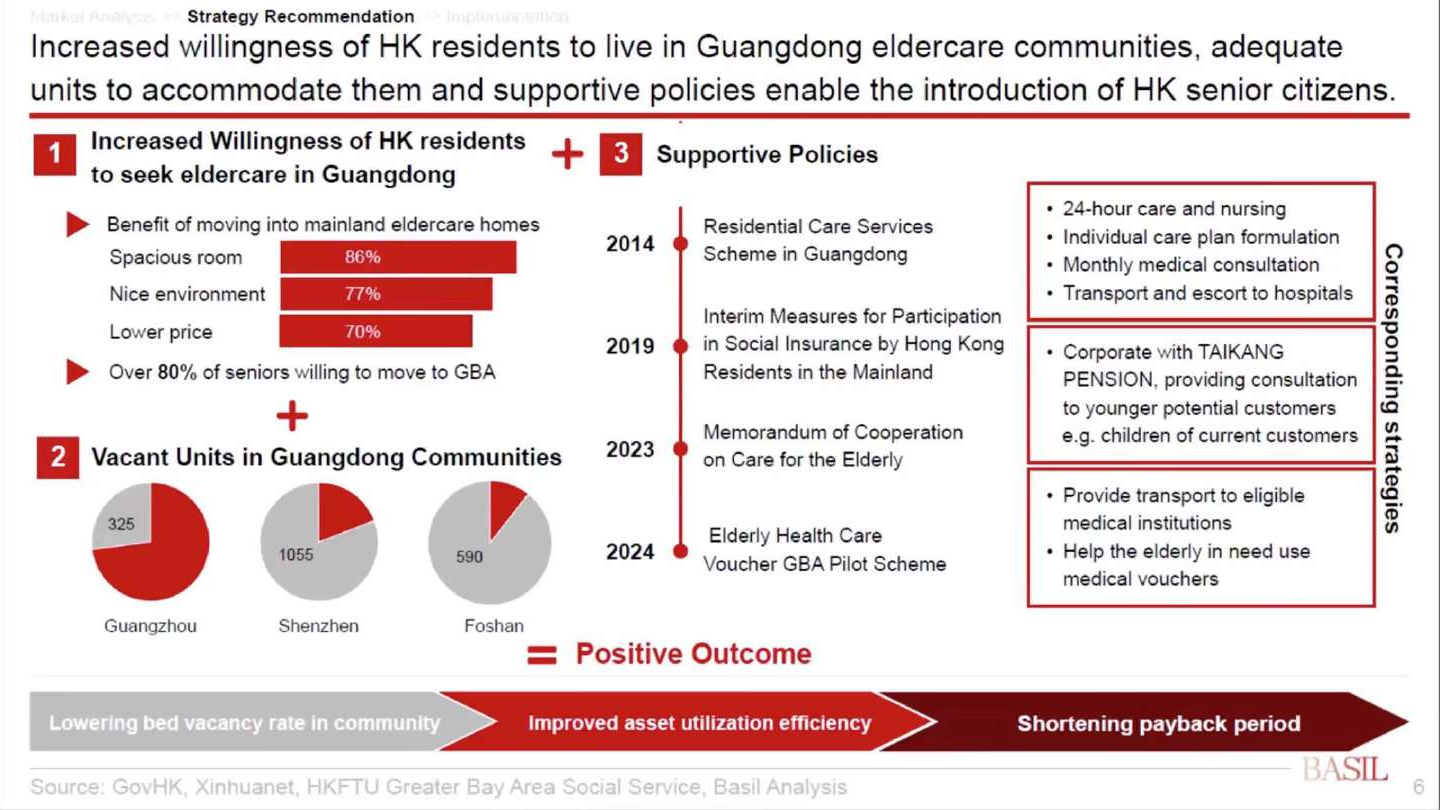 Market Analysis >> Strategy Recommendation >> Implementation
Increased willingness of HK residents to live in Guangdong eldercare communities, adequate
units to accommodate them and supportive policies enable the introduction of HK senior citizens.
1
Increased Willingness of HK residents
to seek eldercare in Guangdong
Benefit of moving into mainland eldercare homes
Spacious room 86%
Nice environment 77%
Lower price 70%
Over 80% of seniors willing to move to GBA
+
2 Vacant Units in Guangdong Communities
325
1055
590
Guangzhou
Shenzhen
Foshan
+
3 Supportive Policies
2014
Residential Care Services
Scheme in Guangdong
2019
Interim Measures for Participation
in Social Insurance by Hong Kong
Residents in the Mainland
2023
Memorandum of Cooperation
on Care for the Elderly
2024
Elderly Health Care
Voucher GBA Pilot Scheme
• 24-hour care and nursing
• Individual care plan formulation
• Monthly medical consultation
• Transport and escort to hospitals
• Corporate with TAIKANG
PENSION, providing consultation
to younger potential customers
e.g. children of current customers
• Provide transport to eligible
medical institutions
• Help the elderly in need use
medical vouchers
Corresponding strategies
= Positive Outcome
Lowering bed vacancy rate in community
Improved asset utilization efficiency
Shortening payback period
Source: GovHK, Xinhuanet, HKFTU Greater Bay Area Social Service, Basil Analysis
BASIL
6